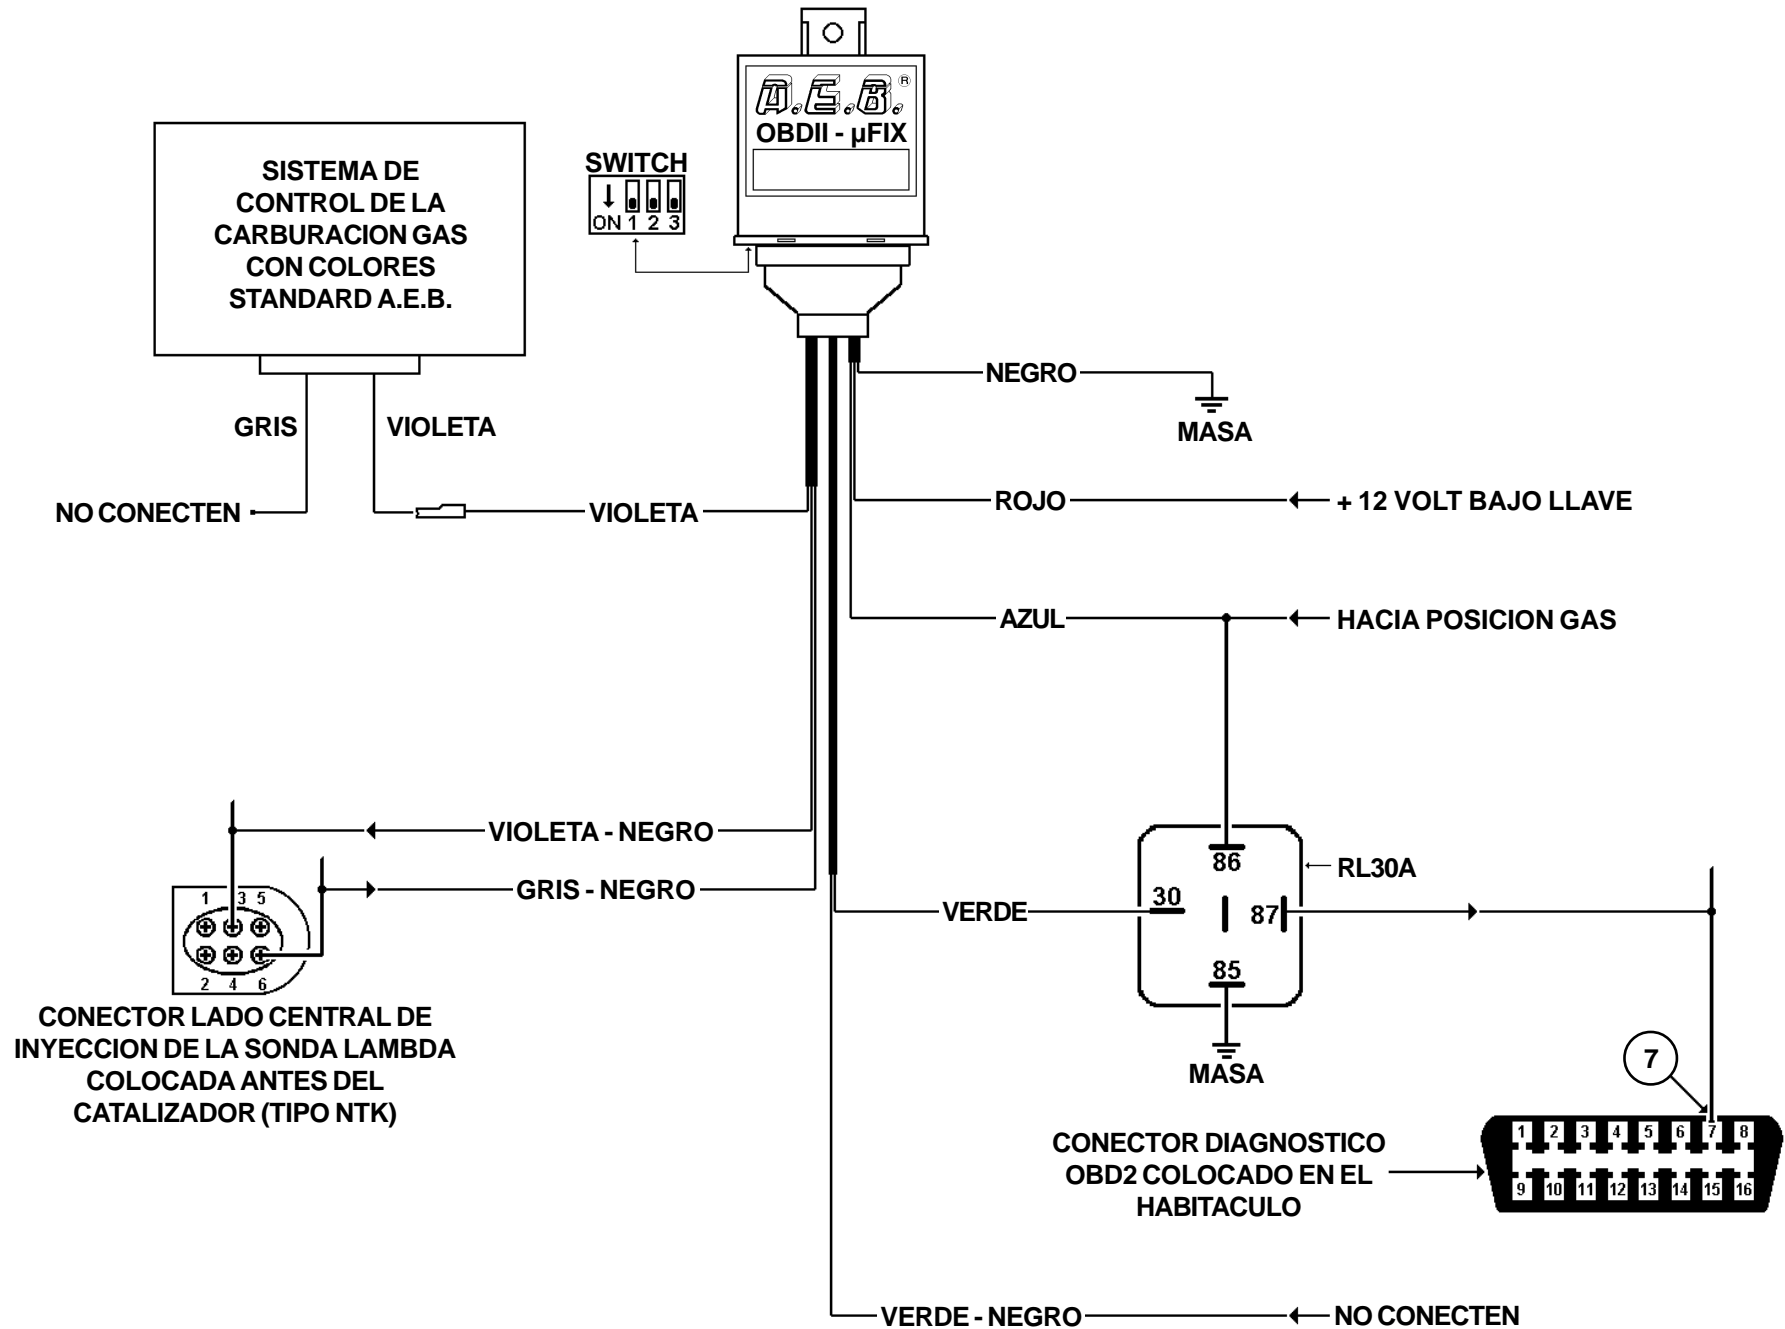 A.E.B.®
OBDII - µFIX
SWITCH
ON 1 2 3
SISTEMA DE
CONTROL DE LA
CARBURACION GAS
CON COLORES
STANDARD A.E.B.
GRIS
VIOLETA
NO CONECTEN
VIOLETA
NEGRO
MASA
ROJO
+ 12 VOLT BAJO LLAVE
AZUL
HACIA POSICION GAS
VIOLETA - NEGRO
GRIS - NEGRO
1 3 5
2 4 6
CONECTOR LADO CENTRAL DE
INYECCION DE LA SONDA LAMBDA
COLOCADA ANTES DEL
CATALIZADOR (TIPO NTK)
VERDE
86
30
87
85
RL30A
MASA
7
CONECTOR DIAGNOSTICO
OBD2 COLOCADO EN EL
HABITACULO
1 2 3 4 5 6 7 8
9 10 11 12 13 14 15 16
VERDE - NEGRO
NO CONECTEN